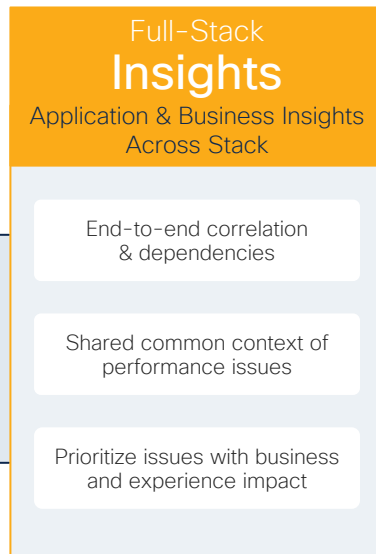 Full-Stack
Insights
Application & Business Insights
Across Stack
End-to-end correlation
& dependencies
Shared common context of
performance issues
Prioritize issues with business
and experience impact